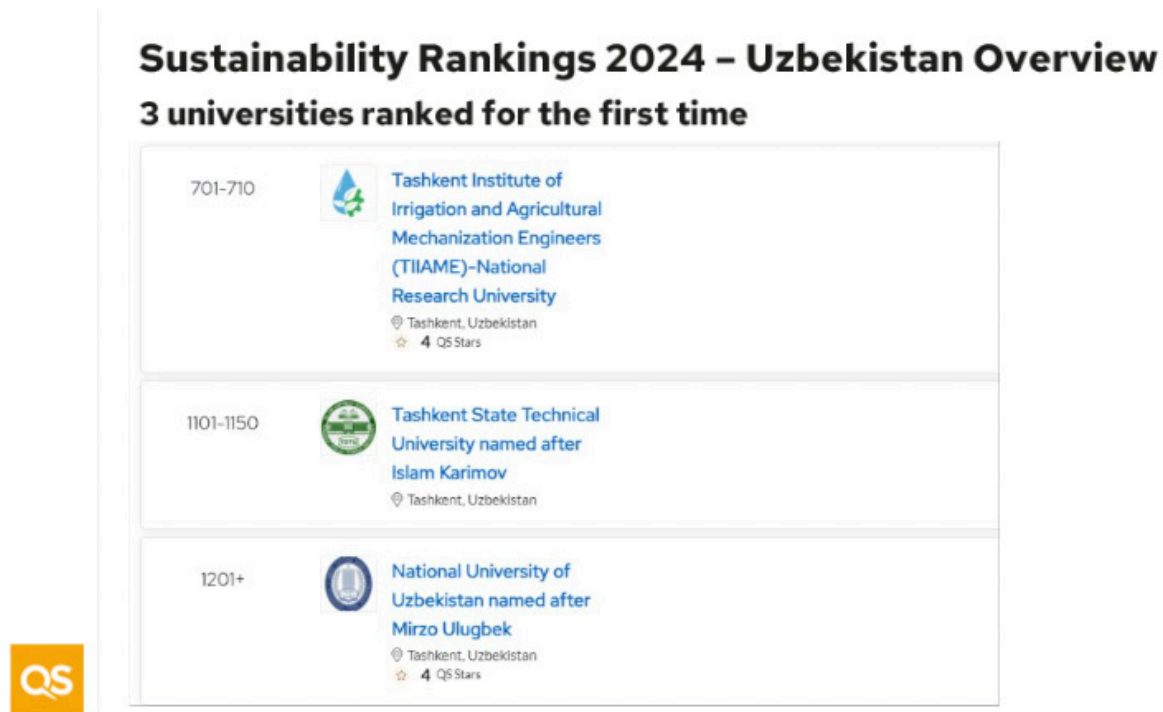 Sustainability Rankings 2024 – Uzbekistan Overview
3 universities ranked for the first time
701-710
Tashkent Institute of
Irrigation and Agricultural
Mechanization Engineers
(TIIAME)-National
Research University
Tashkent, Uzbekistan
4 QS Stars
1101-1150
Tashkent State Technical
University named after
Islam Karimov
Tashkent, Uzbekistan
1201+
National University of
Uzbekistan named after
Mirzo Ulugbek
Tashkent, Uzbekistan
4 QS Stars
QS